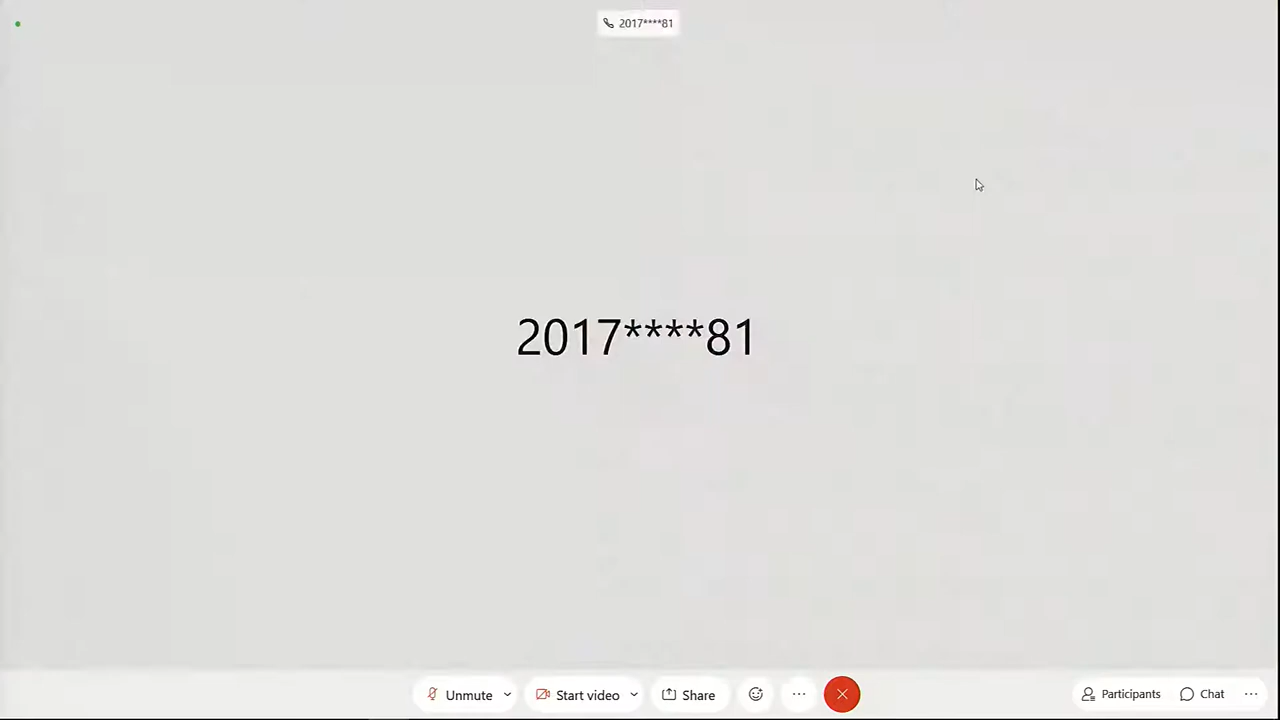 2017****81
2017****81
Unmute
Start video
Share
Participants
Chat